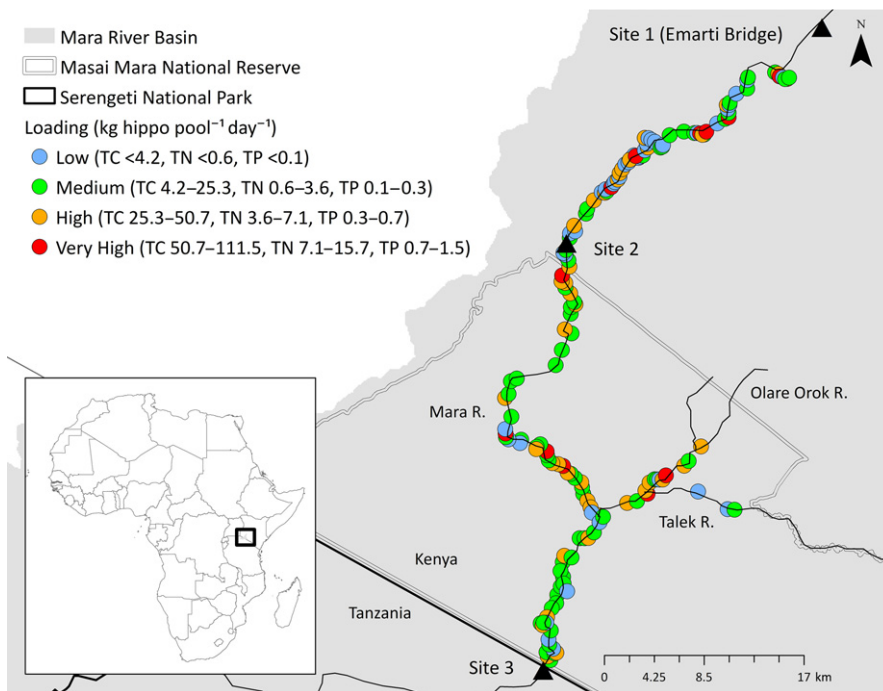 Mara River Basin
Masai Mara National Reserve
Serengeti National Park
Loading (kg hippo pool⁻¹ day⁻¹)
Low (TC <4.2, TN <0.6, TP <0.1)
Medium (TC 4.2–25.3, TN 0.6–3.6, TP 0.1–0.3)
High (TC 25.3–50.7, TN 3.6–7.1, TP 0.3–0.7)
Very High (TC 50.7–111.5, TN 7.1–15.7, TP 0.7–1.5)
Site 1 (Emarti Bridge)
N
Site 2
Olare Orok R.
Mara R.
Talek R.
Kenya
Tanzania
Site 3
0 4.25 8.5 17 km